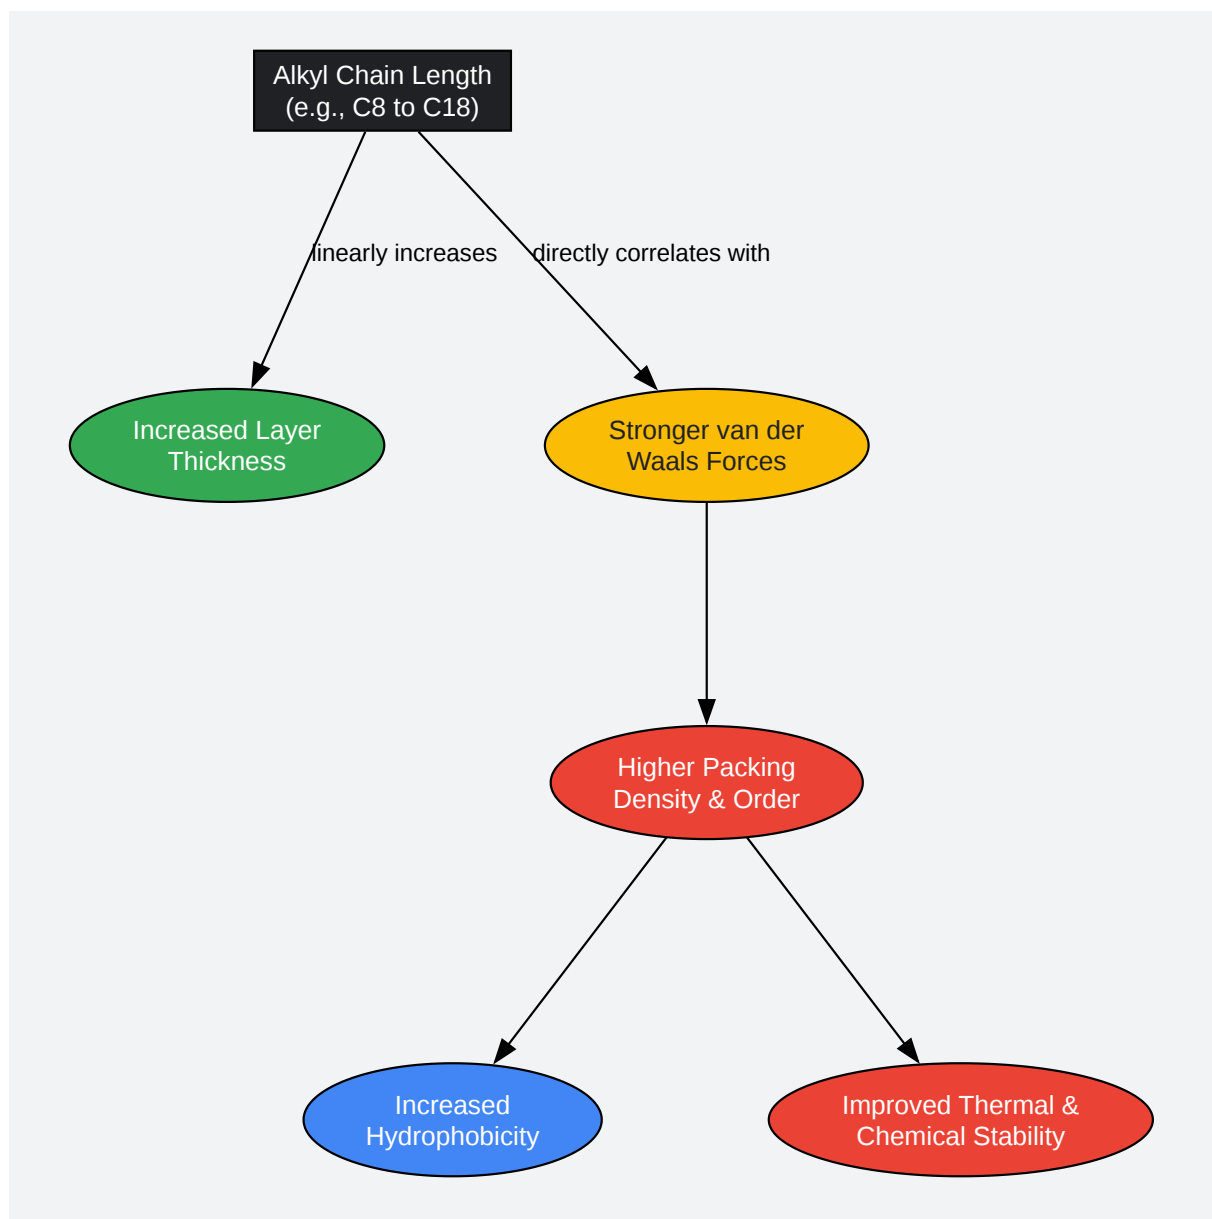 Alkyl Chain Length
(e.g., C8 to C18)
linearly increases
directly correlates with
Increased Layer
Thickness
Stronger van der
Waals Forces
Higher Packing
Density & Order
Increased
Hydrophobicity
Improved Thermal &
Chemical Stability